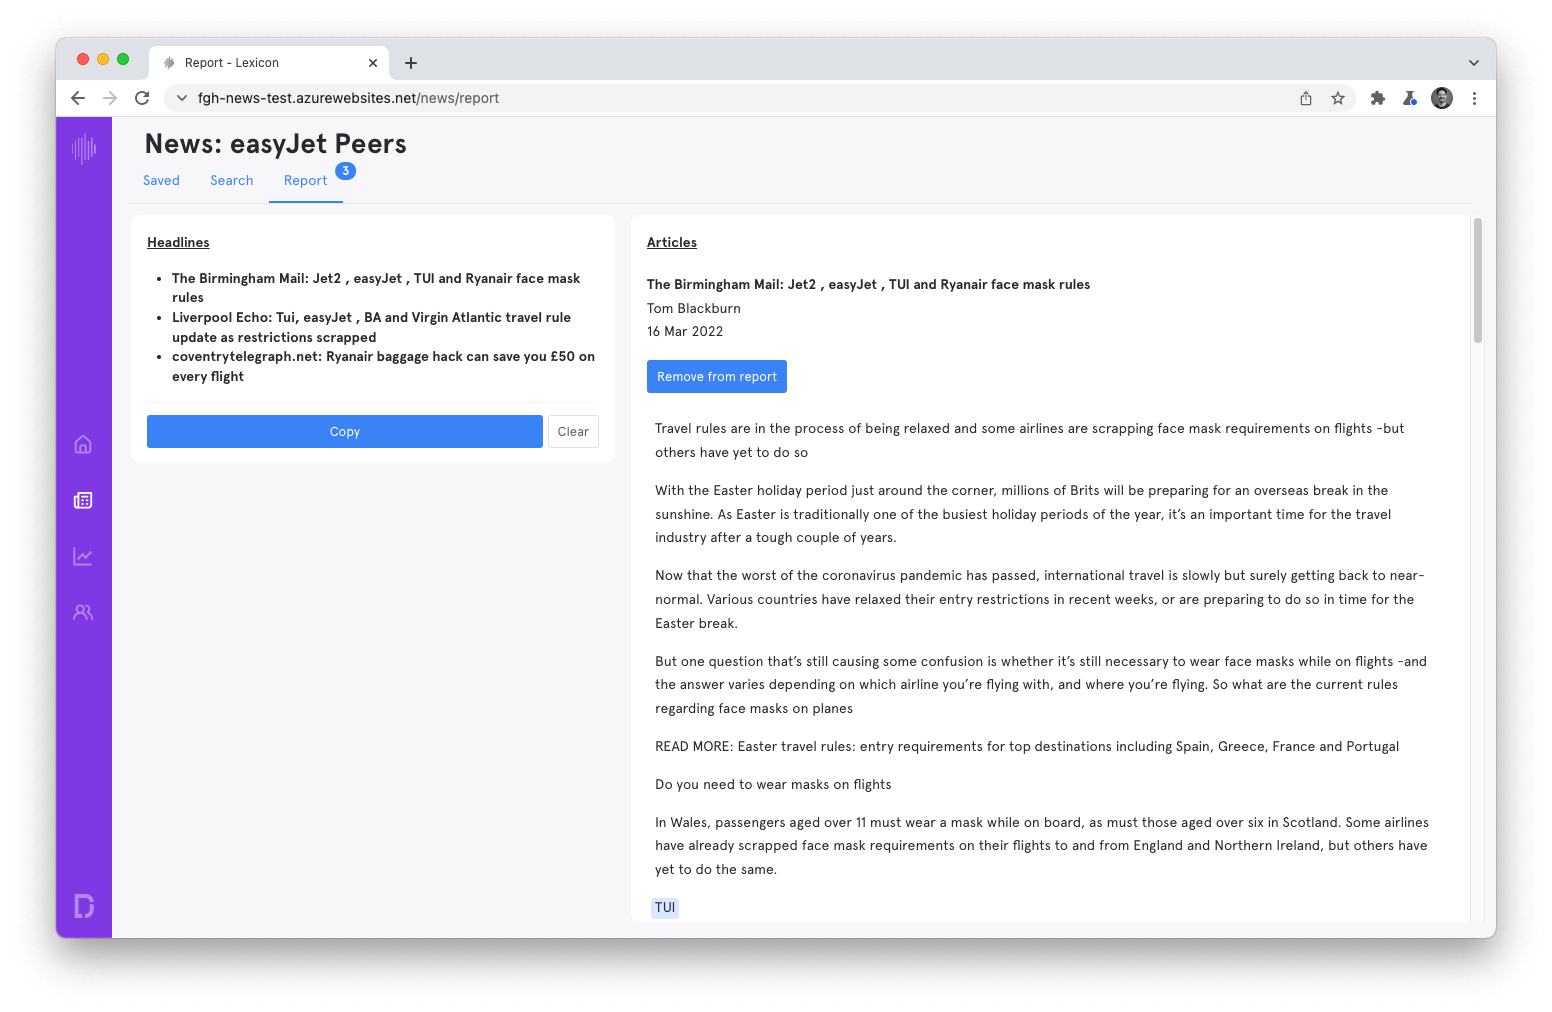 Report - Lexicon
fgh-news-test.azurewebsites.net/news/report
News: easyJet Peers
Saved
Search
Report
3
Headlines
• The Birmingham Mail: Jet2 , easyJet , TUI and Ryanair face mask
rules
• Liverpool Echo: Tui, easyJet , BA and Virgin Atlantic travel rule
update as restrictions scrapped
• coventrytelegraph.net: Ryanair baggage hack can save you £50 on
every flight
Copy
Clear
Articles
The Birmingham Mail: Jet2 , easyJet , TUI and Ryanair face mask rules
Tom Blackburn
16 Mar 2022
Remove from report
Travel rules are in the process of being relaxed and some airlines are scrapping face mask requirements on flights -but
others have yet to do so
With the Easter holiday period just around the corner, millions of Brits will be preparing for an overseas break in the
sunshine. As Easter is traditionally one of the busiest holiday periods of the year, it’s an important time for the travel
industry after a tough couple of years.
Now that the worst of the coronavirus pandemic has passed, international travel is slowly but surely getting back to near-
normal. Various countries have relaxed their entry restrictions in recent weeks, or are preparing to do so in time for the
Easter break.
But one question that’s still causing some confusion is whether it’s still necessary to wear face masks while on flights -and
the answer varies depending on which airline you’re flying with, and where you’re flying. So what are the current rules
regarding face masks on planes
READ MORE: Easter travel rules: entry requirements for top destinations including Spain, Greece, France and Portugal
Do you need to wear masks on flights
In Wales, passengers aged over 11 must wear a mask while on board, as must those aged over six in Scotland. Some airlines
have already scrapped face mask requirements on their flights to and from England and Northern Ireland, but others have
yet to do the same.
TUI